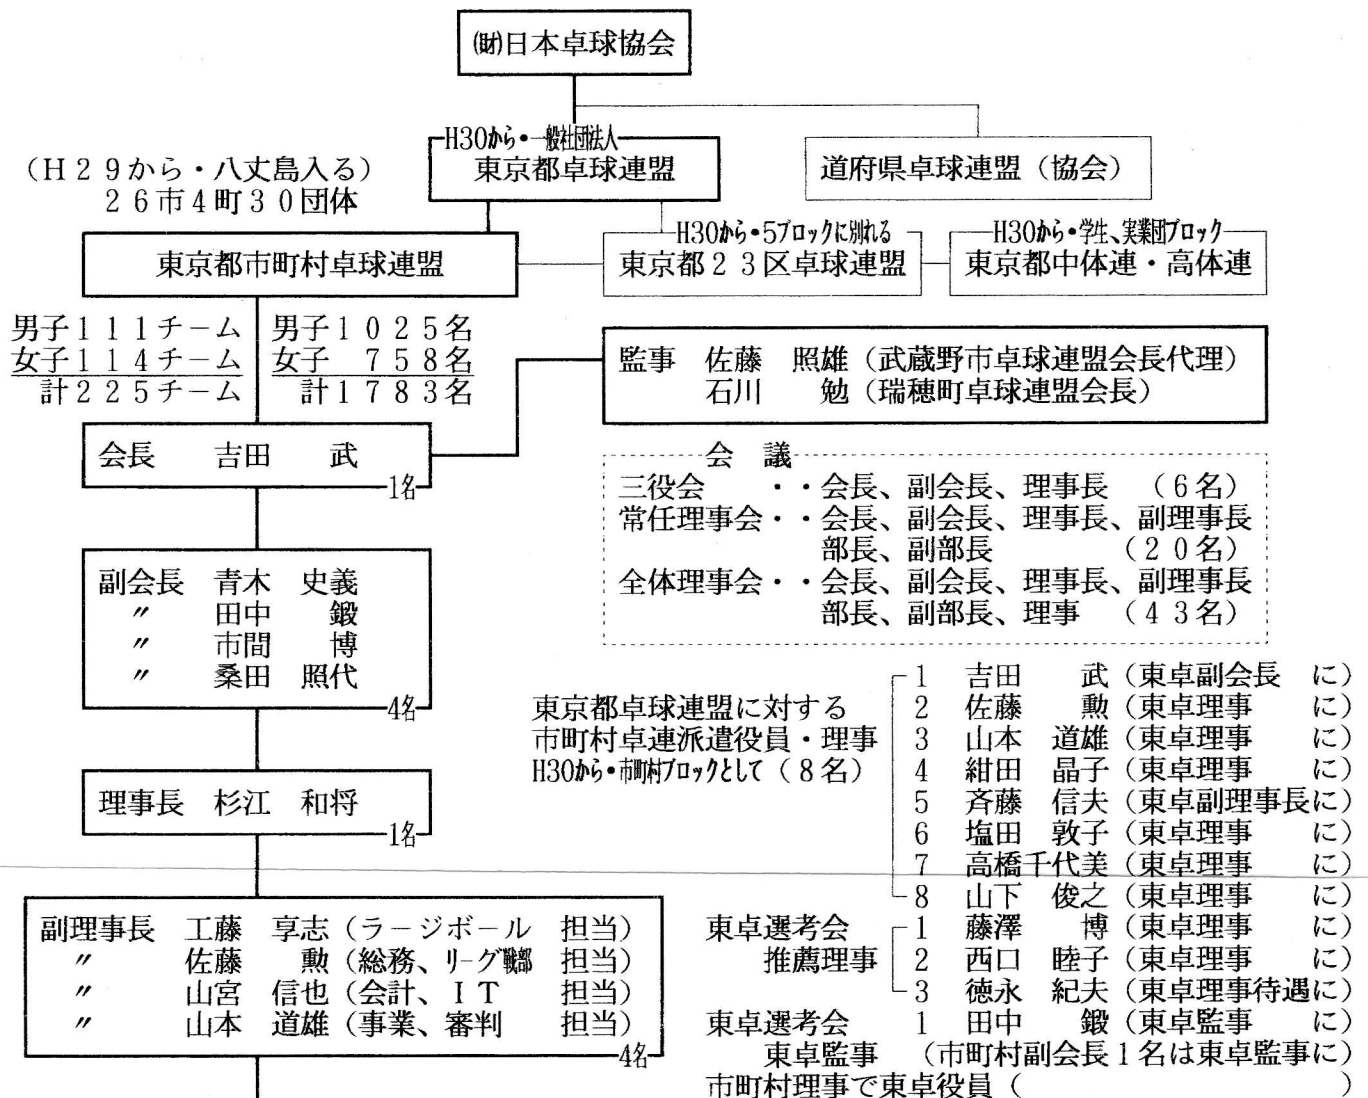 ㈶日本卓球協会
H30から・一般社団法人
東京都卓球連盟
道府県卓球連盟（協会）
（H２９から・八丈島入る）
２６市４町３０団体
東京都市町村卓球連盟
H30から・5ブロックに別れる
東京都２３区卓球連盟
H30から・学生、実業団ブロック
東京都中体連・高体連
男子１１１チーム　男子１０２５名
女子１１４チーム　女子　７５８名
計２２５チーム　計１７８３名
監事　佐藤　照雄（武蔵野市卓球連盟会長代理）
石川　勉（瑞穂町卓球連盟会長）
会長　吉田　武
1名
会　議
三役会　・・会長、副会長、理事長　（６名）
常任理事会・・会長、副会長、理事長、副理事長
部長、副部長　（２０名）
全体理事会・・会長、副会長、理事長、副理事長
部長、副部長、理事　（４３名）
副会長　青木　史義
〃　田中　鍛
〃　市間　博
〃　桑田　照代
4名
理事長　杉江　和将
1名
東京都卓球連盟に対する
市町村卓連派遣役員・理事
H30から・市町村ブロックとして（８名）
1　吉田　武（東卓副会長　に）
2　佐藤　勲（東卓理事　に）
3　山本　道雄（東卓理事　に）
4　紺田　晶子（東卓理事　に）
5　斉藤　信夫（東卓副理事長に）
6　塩田　敦子（東卓理事　に）
7　高橋千代美（東卓理事　に）
8　山下　俊之（東卓理事　に）
副理事長　工藤　享志（ラージボール　担当）
〃　佐藤　勲（総務、リーグ戦部　担当）
〃　山宮　信也（会計、ＩＴ　担当）
〃　山本　道雄（事業、審判　担当）
4名
東卓選考会　1　藤澤　博（東卓理事　に）
推薦理事　2　西口　睦子（東卓理事　に）
3　徳永　紀夫（東卓理事待遇に）
東卓選考会　1　田中　鍛（東卓監事　に）
東卓監事　（市町村副会長１名は東卓監事に）
市町村理事で東卓役員（　）